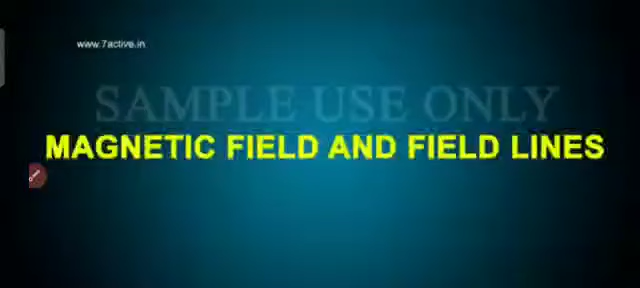 www.7active.in
SAMPLE USE ONLY
MAGNETIC FIELD AND FIELD LINES